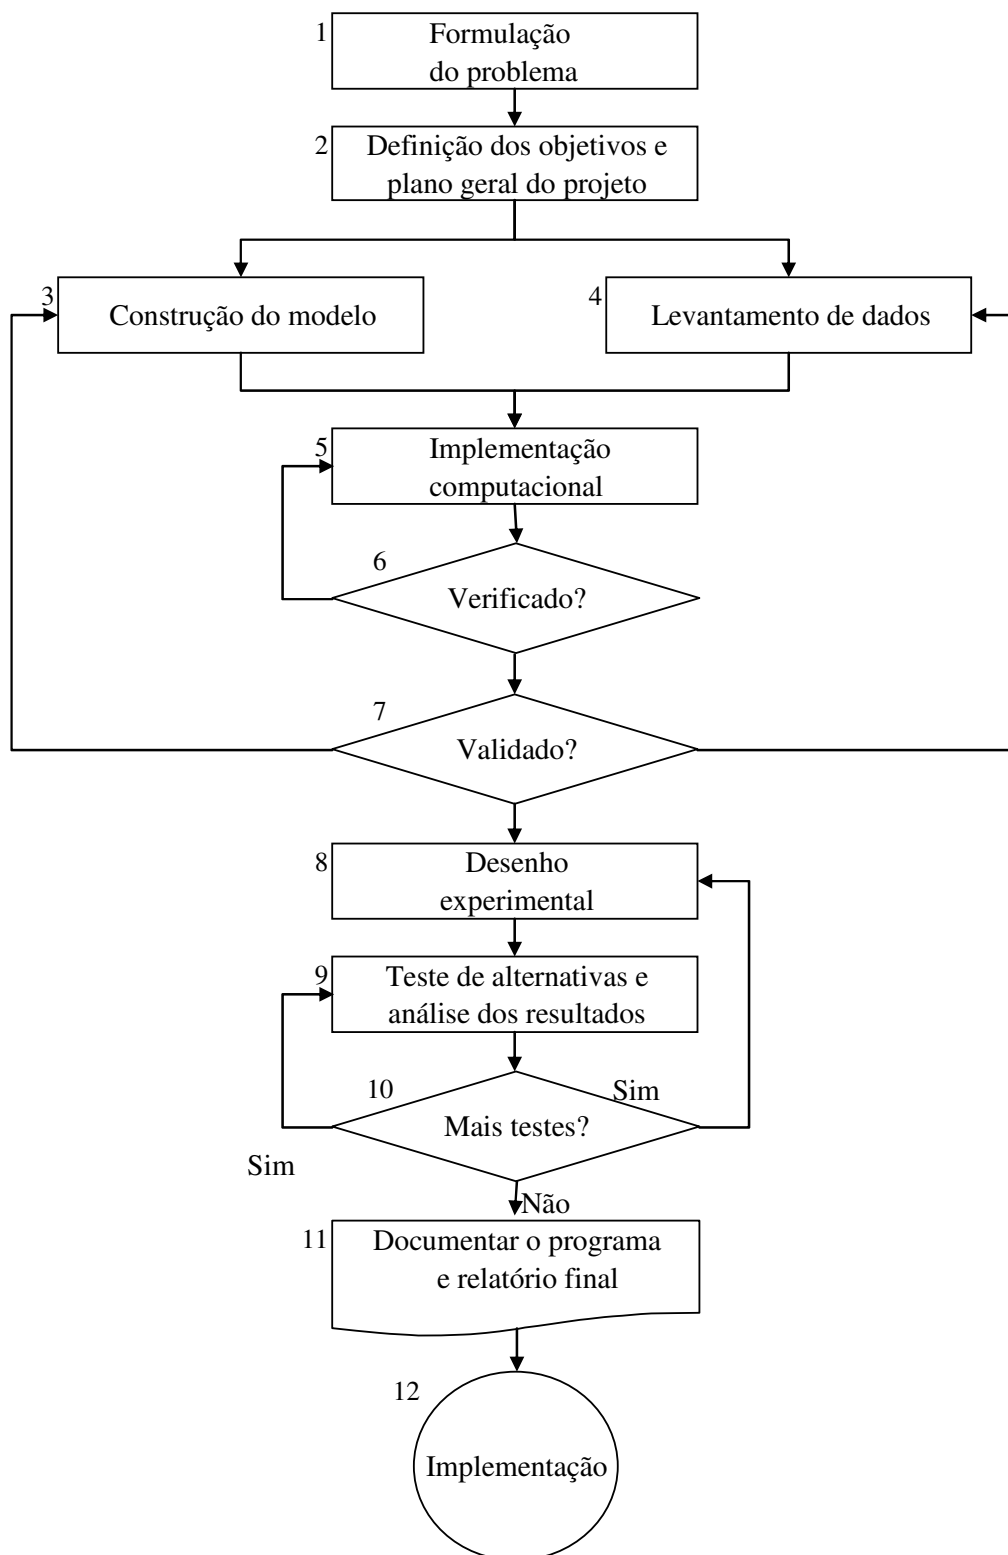 1
Formulação
do problema
2
Definição dos objetivos e
plano geral do projeto
3
Construção do modelo
4
Levantamento de dados
5
Implementação
computacional
6
Verificado?
7
Validado?
8
Desenho
experimental
9
Teste de alternativas e
análise dos resultados
10
Sim
Mais testes?
Sim
Não
11
Documentar o programa
e relatório final
12
Implementação